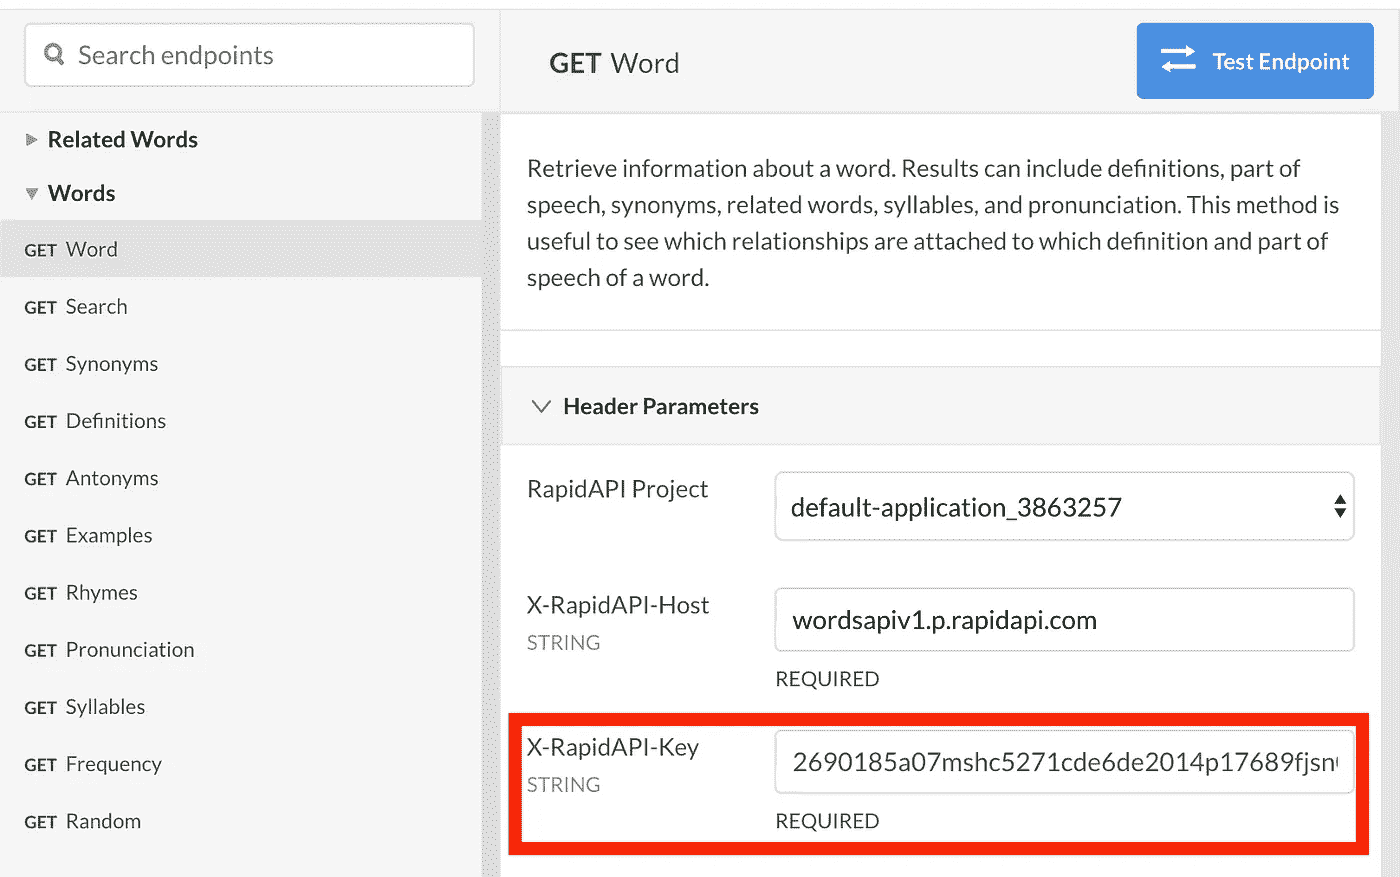 Search endpoints
GET Word
Test Endpoint
Related Words
Words
GET Word
GET Search
GET Synonyms
GET Definitions
GET Antonyms
GET Examples
GET Rhymes
GET Pronunciation
GET Syllables
GET Frequency
GET Random
Retrieve information about a word. Results can include definitions, part of
speech, synonyms, related words, syllables, and pronunciation. This method is
useful to see which relationships are attached to which definition and part of
speech of a word.
Header Parameters
RapidAPI Project
default-application_3863257
X-RapidAPI-Host
STRING
wordsapiv1.p.rapidapi.com
REQUIRED
X-RapidAPI-Key
STRING
2690185a07mshc5271cde6de2014p17689fjsn
REQUIRED